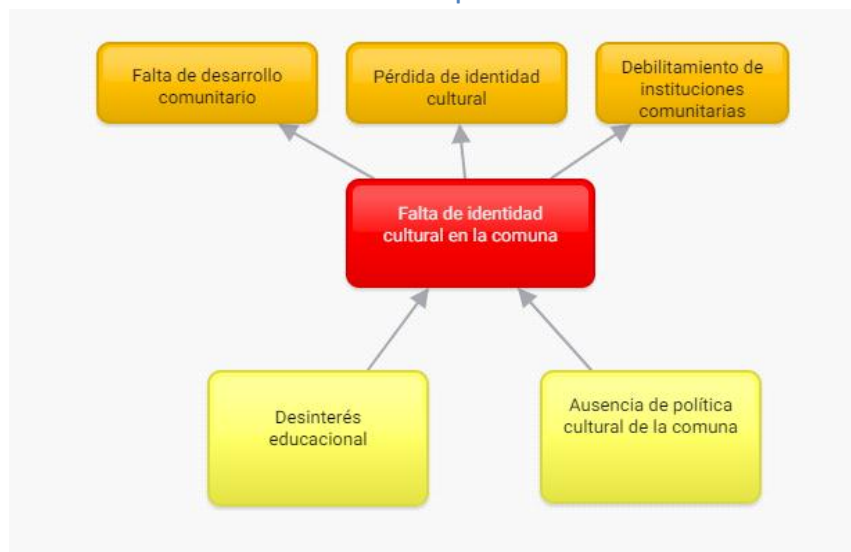 Falta de desarrollo
comunitario
Pérdida de identidad
cultural
Debilitamiento de
instituciones
comunitarias
Falta de identidad
cultural en la comuna
Desinterés
educacional
Ausencia de política
cultural de la comuna